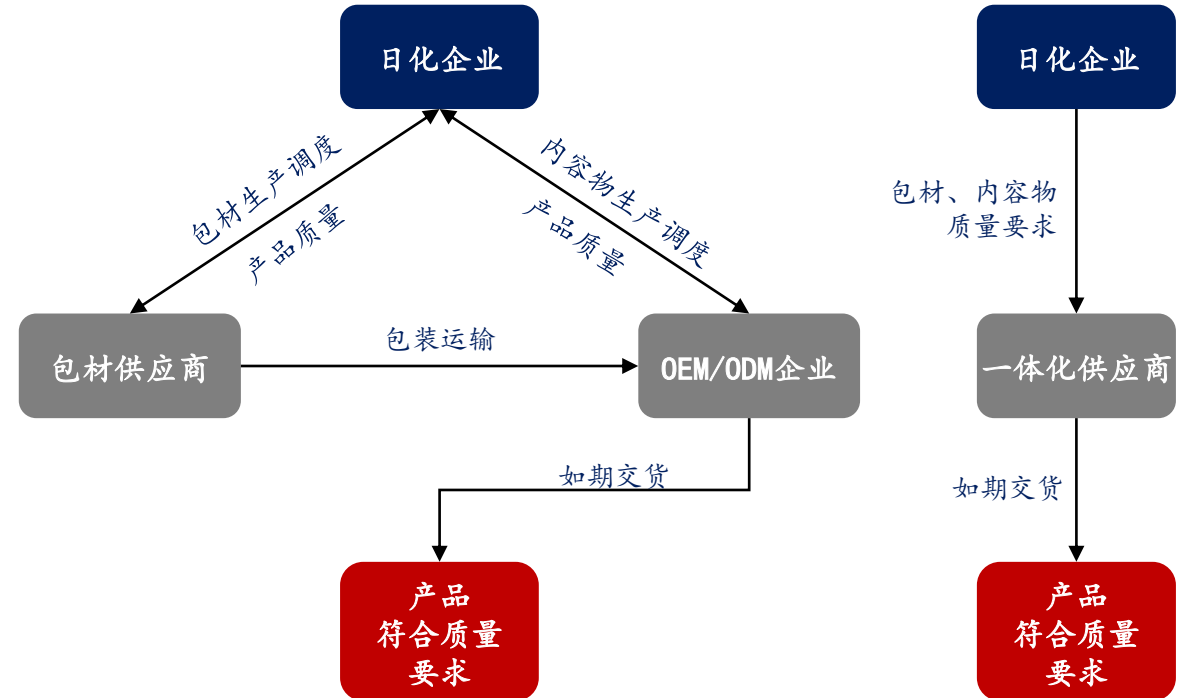 日化企业
包材生产调度
产品质量
内容物生产调度
产品质量
包材供应商
包装运输
OEM/ODM企业
如期交货
产品
符合质量
要求
日化企业
包材、内容物
质量要求
一体化供应商
如期交货
产品
符合质量
要求